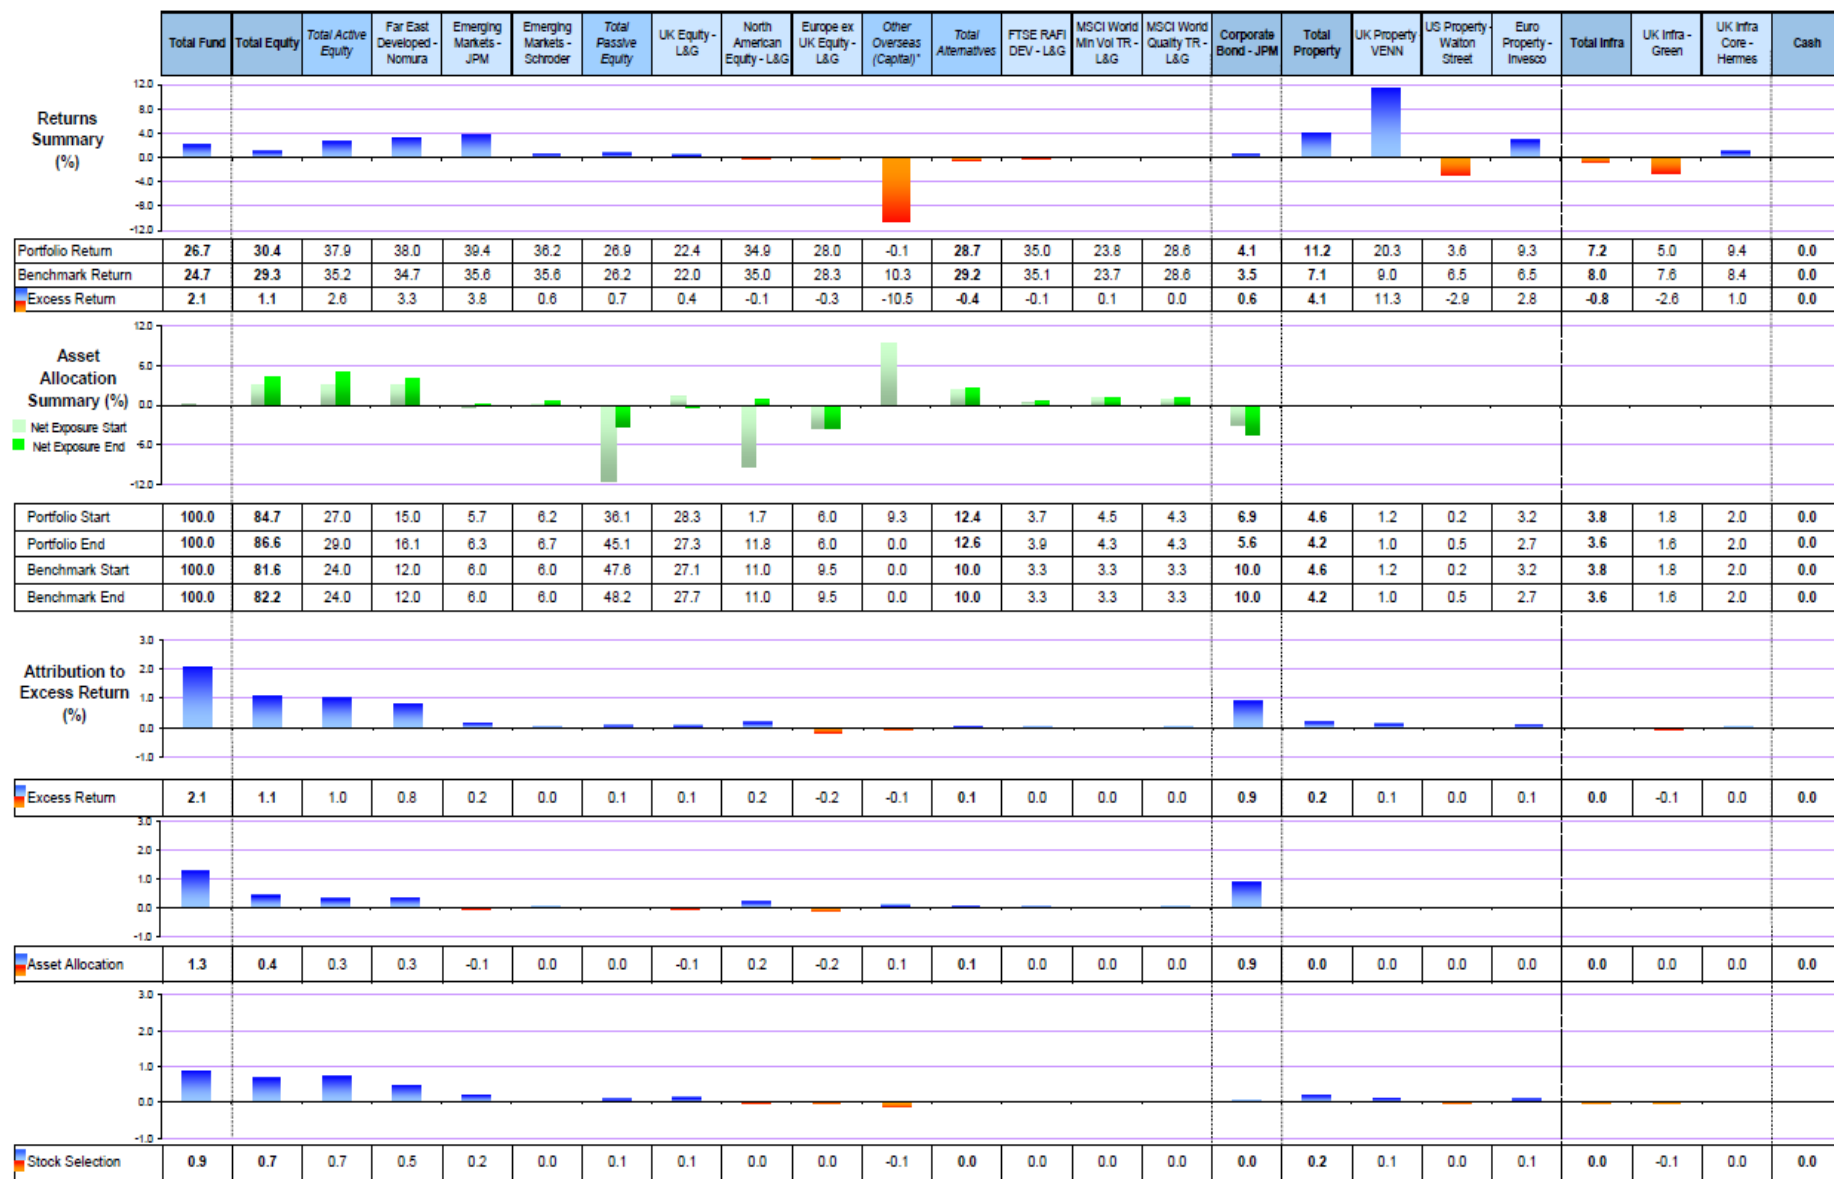 Total Fund Total Equity Total Active Equity Far East Developed - Nomura Emerging Markets - JPM Emerging Markets - Schroder Total Passive Equity UK Equity - L&G North American Equity - L&G Europe ex UK Equity - L&G Other Overseas (Capital)* Total Alternatives FTSE RAFI DEV - L&G MSCI World Min Vol TR - L&G MSCI World Quality TR - L&G Corporate Bond - JPM Total Property UK Property VENN US Property - Walton Street Euro Property - Invesco Total Infra UK Infra - Green UK Infra Core - Hermes Cash
Returns Summary (%)
12.0
8.0
4.0
0.0
-4.0
-8.0
-12.0
Portfolio Return 26.7 30.4 37.9 38.0 39.4 36.2 26.9 22.4 34.9 28.0 -0.1 28.7 35.0 23.8 28.6 4.1 11.2 20.3 3.6 9.3 7.2 5.0 9.4 0.0
Benchmark Return 24.7 29.3 35.2 34.7 35.6 35.6 26.2 22.0 35.0 28.3 10.3 29.2 35.1 23.7 28.6 3.5 7.1 9.0 6.5 6.5 8.0 7.6 8.4 0.0
Excess Return 2.1 1.1 2.6 3.3 3.8 0.6 0.7 0.4 -0.1 -0.3 -10.5 -0.4 -0.1 0.1 0.0 0.6 4.1 11.3 -2.9 2.8 -0.8 -2.6 1.0 0.0
Asset Allocation Summary (%)
Net Exposure Start
Net Exposure End
12.0
6.0
0.0
-6.0
-12.0
Portfolio Start 100.0 84.7 27.0 15.0 5.7 6.2 36.1 28.3 1.7 6.0 9.3 12.4 3.7 4.5 4.3 6.9 4.6 1.2 0.2 3.2 3.8 1.8 2.0 0.0
Portfolio End 100.0 86.6 29.0 16.1 6.3 6.7 45.1 27.3 11.8 6.0 0.0 12.6 3.9 4.3 4.3 5.6 4.2 1.0 0.5 2.7 3.6 1.6 2.0 0.0
Benchmark Start 100.0 81.6 24.0 12.0 6.0 6.0 47.6 27.1 11.0 9.5 0.0 10.0 3.3 3.3 3.3 10.0 4.6 1.2 0.2 3.2 3.8 1.8 2.0 0.0
Benchmark End 100.0 82.2 24.0 12.0 6.0 6.0 48.2 27.7 11.0 9.5 0.0 10.0 3.3 3.3 3.3 10.0 4.2 1.0 0.5 2.7 3.6 1.6 2.0 0.0
Attribution to Excess Return (%)
3.0
2.0
1.0
0.0
-1.0
Excess Return 2.1 1.1 1.0 0.8 0.2 0.0 0.1 0.1 0.2 -0.2 -0.1 0.1 0.0 0.0 0.0 0.9 0.2 0.1 0.0 0.1 0.0 -0.1 0.0 0.0
3.0
2.0
1.0
0.0
-1.0
Asset Allocation 1.3 0.4 0.3 0.3 -0.1 0.0 0.0 -0.1 0.2 -0.2 0.1 0.1 0.0 0.0 0.0 0.9 0.0 0.0 0.0 0.0 0.0 0.0 0.0 0.0
3.0
2.0
1.0
0.0
-1.0
Stock Selection 0.9 0.7 0.7 0.5 0.2 0.0 0.1 0.1 0.0 0.0 -0.1 0.0 0.0 0.0 0.0 0.0 0.2 0.1 0.0 0.1 0.0 -0.1 0.0 0.0